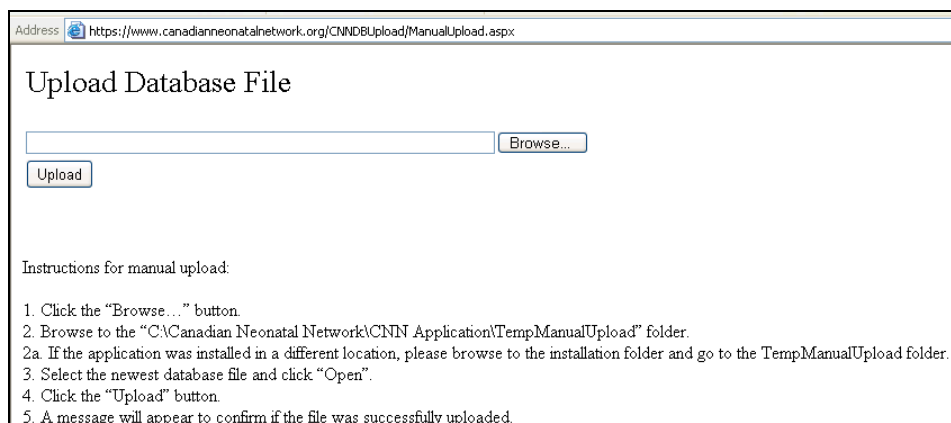 Address https://www.canadianneonatalnetwork.org/CNNDBUpload/ManualUpload.aspx
Upload Database File
Browse...
Upload
Instructions for manual upload:
1. Click the “Browse…” button.
2. Browse to the “C:\Canadian Neonatal Network\CNN Application\TempManualUpload” folder.
2a. If the application was installed in a different location, please browse to the installation folder and go to the TempManualUpload folder.
3. Select the newest database file and click “Open”.
4. Click the “Upload” button.
5. A message will appear to confirm if the file was successfully uploaded.